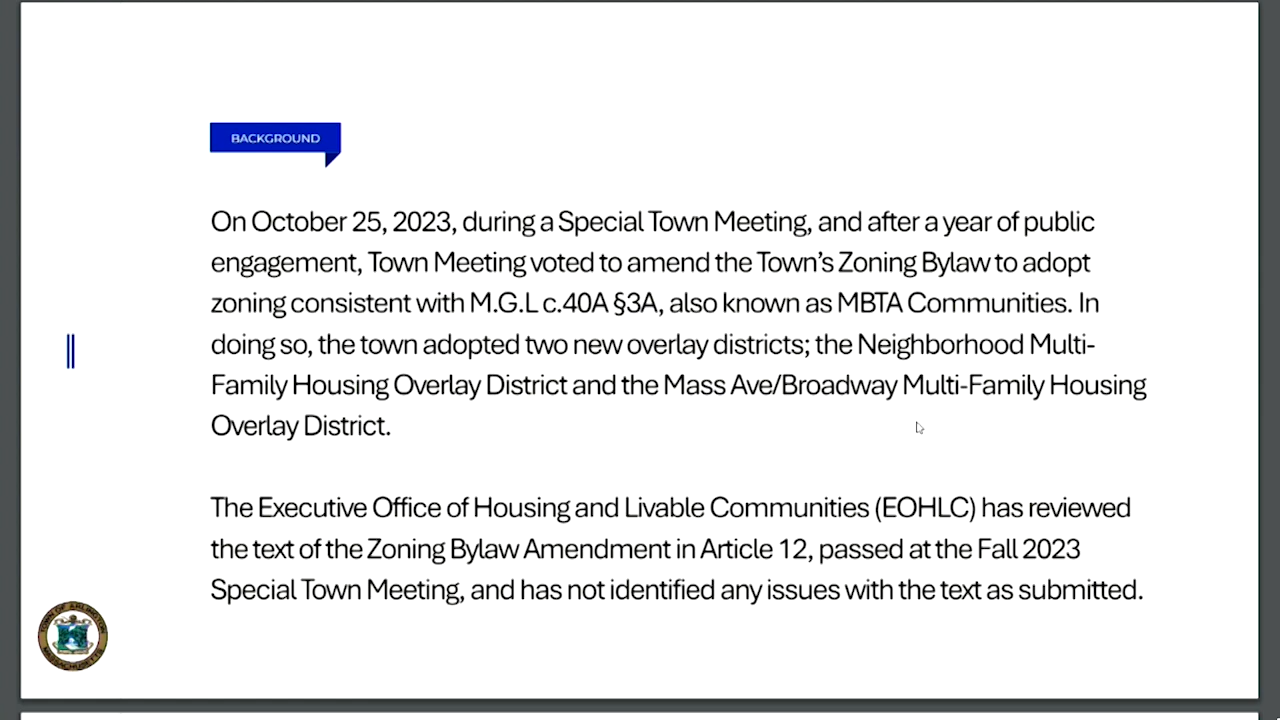 BACKGROUND
On October 25, 2023, during a Special Town Meeting, and after a year of public
engagement, Town Meeting voted to amend the Town's Zoning Bylaw to adopt
zoning consistent with M.G.L c.40A §3A, also known as MBTA Communities. In
doing so, the town adopted two new overlay districts; the Neighborhood Multi-
Family Housing Overlay District and the Mass Ave/Broadway Multi-Family Housing
Overlay District.
The Executive Office of Housing and Livable Communities (EOHLC) has reviewed
the text of the Zoning Bylaw Amendment in Article 12, passed at the Fall 2023
Special Town Meeting, and has not identified any issues with the text as submitted.
TOWN OF ARLINGTON
MASSACHUSETTS